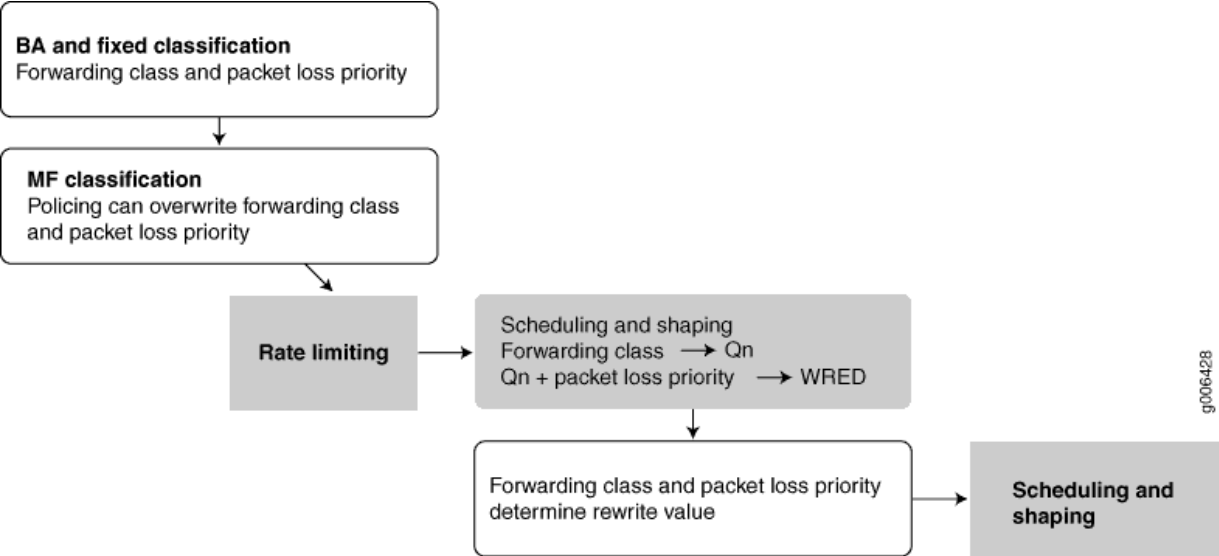 BA and fixed classification
Forwarding class and packet loss priority
MF classification
Policing can overwrite forwarding class
and packet loss priority
Rate limiting
Scheduling and shaping
Forwarding class → Qn
Qn + packet loss priority → WRED
g006428
Forwarding class and packet loss priority
determine rewrite value
Scheduling and
shaping